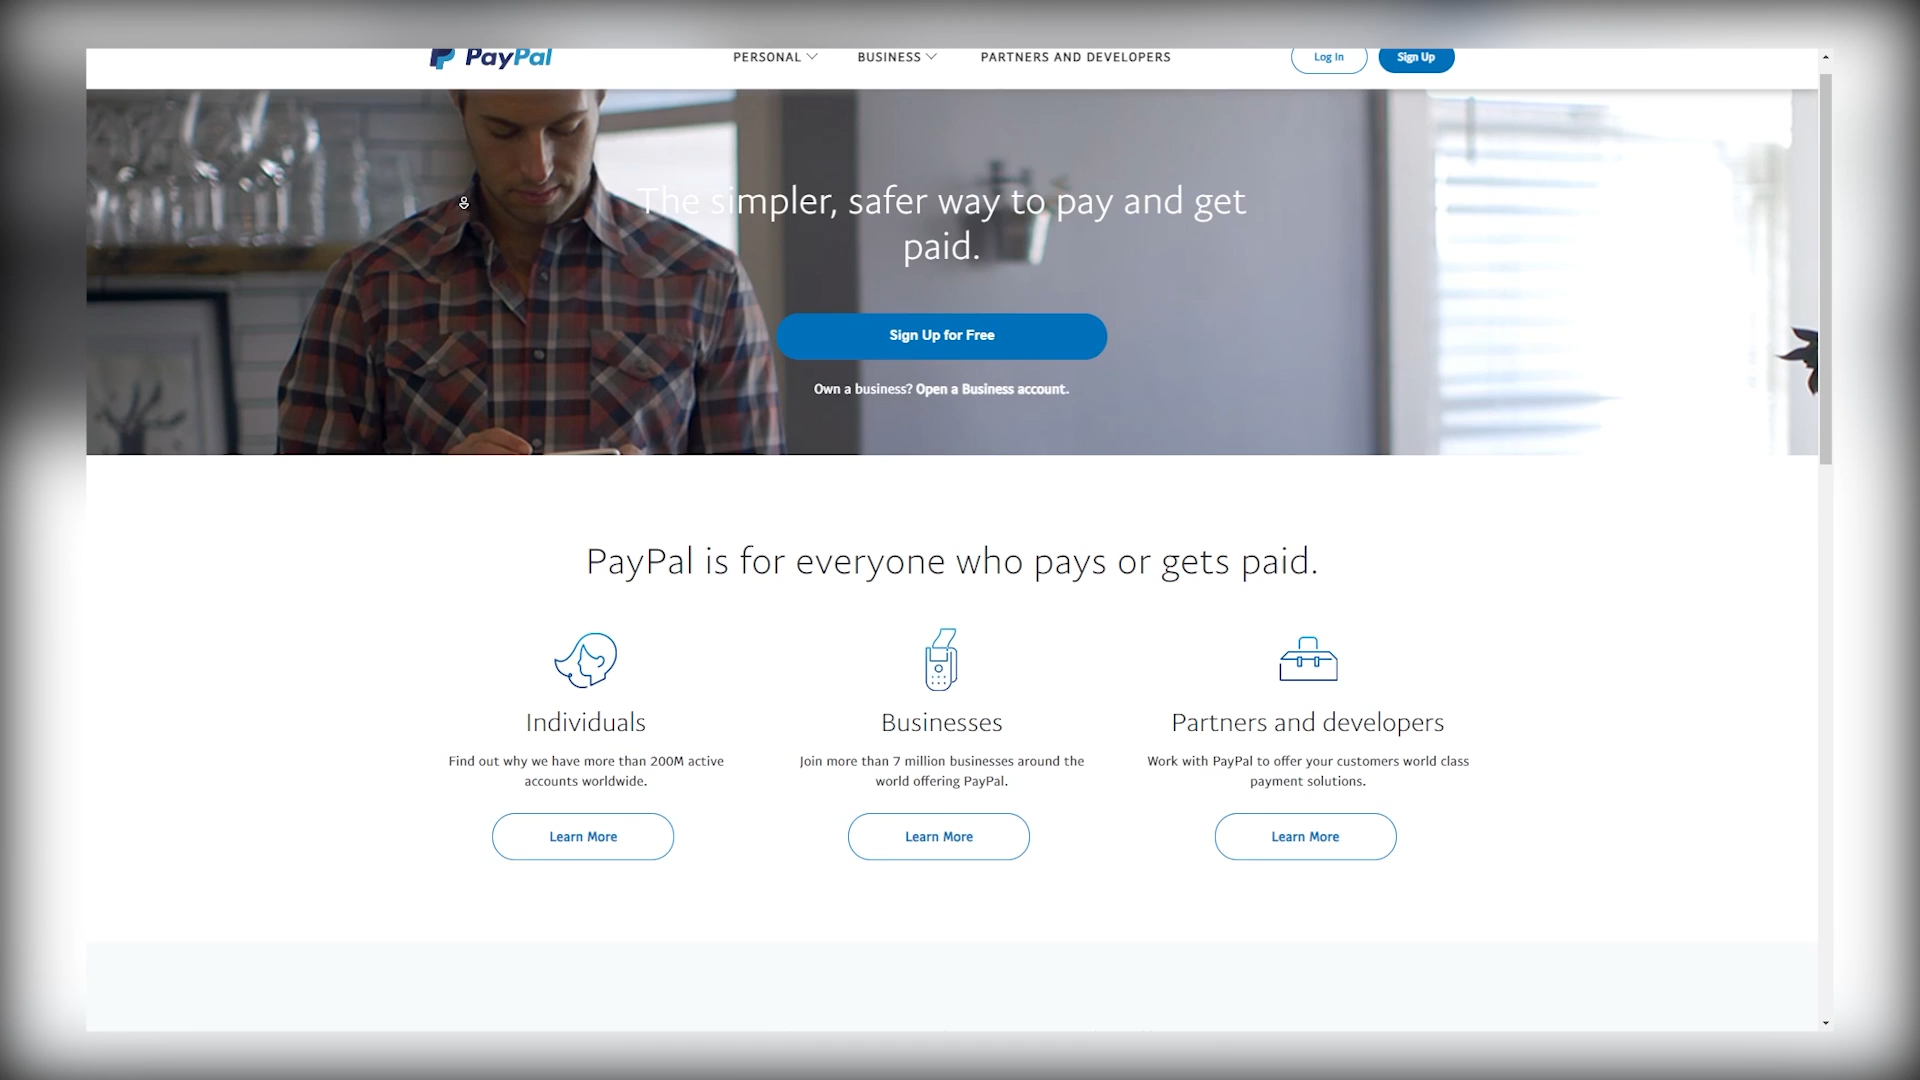 PayPal
PERSONAL
BUSINESS
PARTNERS AND DEVELOPERS
Log In
Sign Up
The simpler, safer way to pay and get
paid.
Sign Up for Free
Own a business? Open a Business account.
PayPal is for everyone who pays or gets paid.
Individuals
Find out why we have more than 200M active
accounts worldwide.
Learn More
Businesses
Join more than 7 million businesses around the
world offering PayPal.
Learn More
Partners and developers
Work with PayPal to offer your customers world class
payment solutions.
Learn More